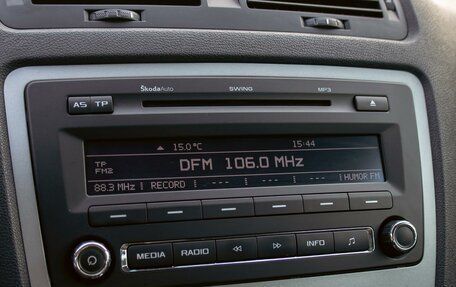 ŠkodaAuto SWING MP3
AS TP
15.0°C 15:44
TP
FM2
DFM 106.0 MHz
88.3 MHz RECORD --- --- --- HUMOR FM
MEDIA RADIO INFO